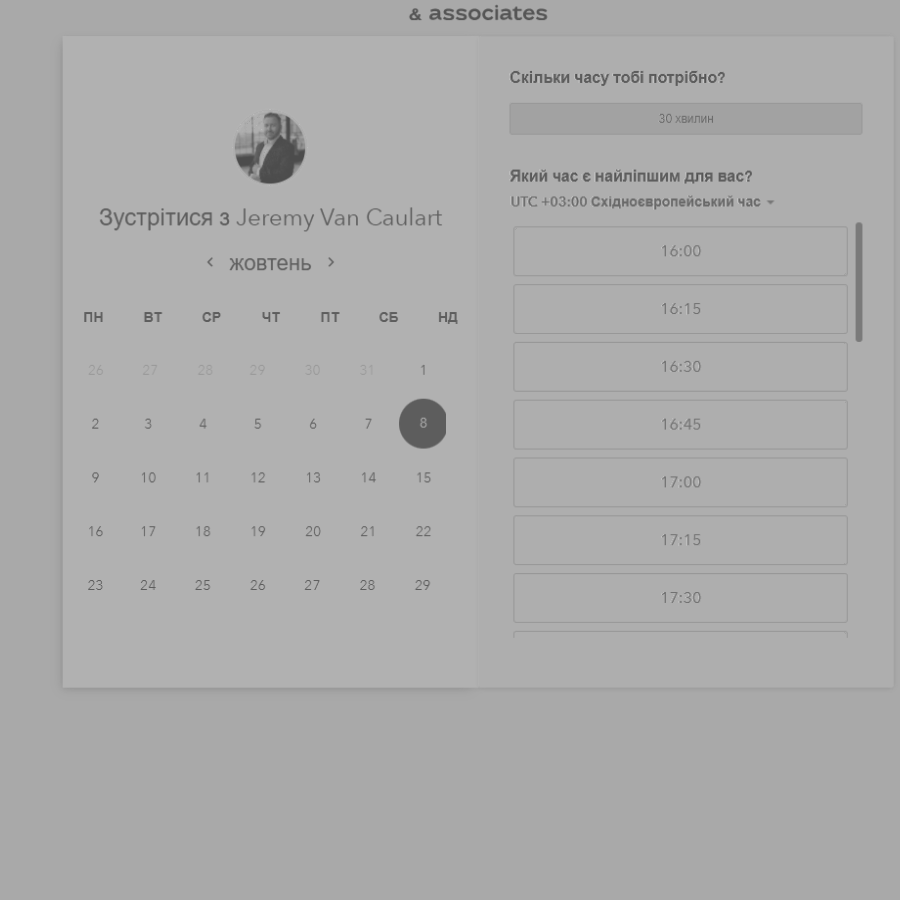 & associates
Зустрітися з Jeremy Van Caulart
‹ жовтень ›
ПН ВТ СР ЧТ ПТ СБ НД
26 27 28 29 30 31 1
2 3 4 5 6 7 8
9 10 11 12 13 14 15
16 17 18 19 20 21 22
23 24 25 26 27 28 29
Скільки часу тобі потрібно?
30 хвилин
Який час є найліпшим для вас?
UTC +03:00 Східноєвропейський час
16:00
16:15
16:30
16:45
17:00
17:15
17:30